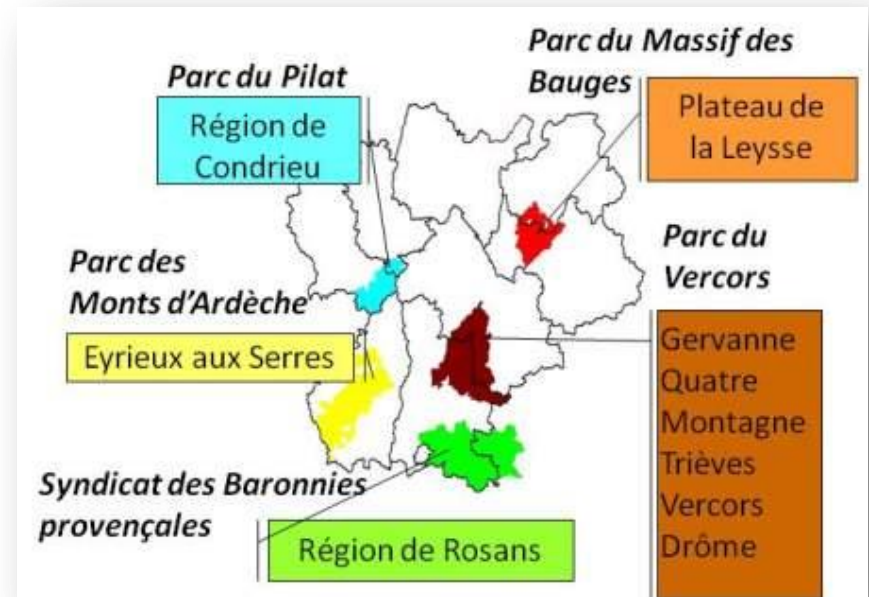 Parc du Pilat
Région de
Condrieu
Parc du Massif des
Bauges
Plateau de
la Leysse
Parc des
Monts d'Ardèche
Eyrieux aux Serres
Parc du
Vercors
Gervanne
Quatre
Montagne
Trièves
Vercors
Drôme
Syndicat des Baronnies
provençales
Région de Rosans